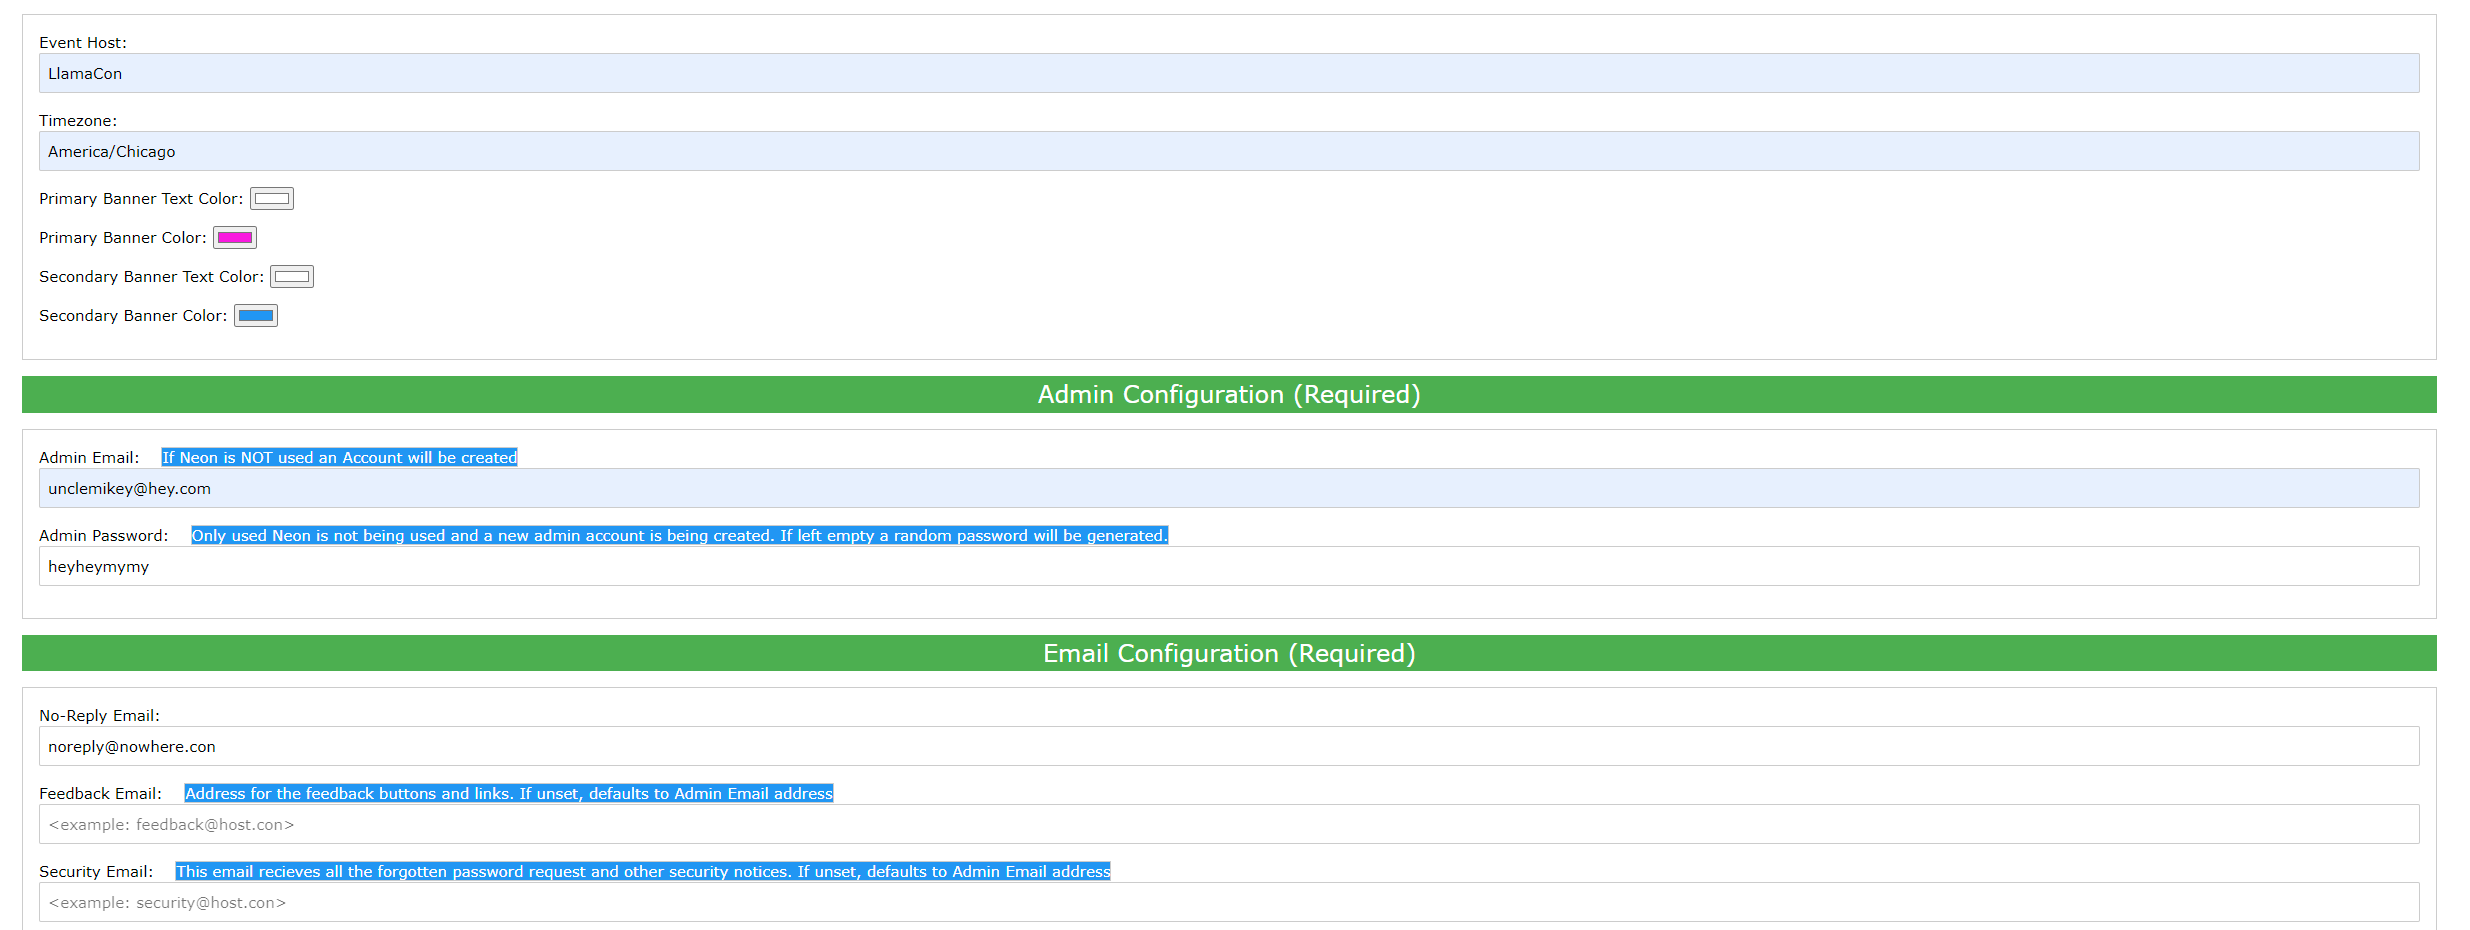 Event Host:
LlamaCon
Timezone:
America/Chicago
Primary Banner Text Color:
Primary Banner Color:
Secondary Banner Text Color:
Secondary Banner Color:
Admin Configuration (Required)
Admin Email: If Neon is NOT used an Account will be created
unclemikey@hey.com
Admin Password: Only used Neon is not being used and a new admin account is being created. If left empty a random password will be generated.
heyheymymy
Email Configuration (Required)
No-Reply Email:
noreply@nowhere.con
Feedback Email: Address for the feedback buttons and links. If unset, defaults to Admin Email address
<example: feedback@host.con>
Security Email: This email recieves all the forgotten password request and other security notices. If unset, defaults to Admin Email address
<example: security@host.con>